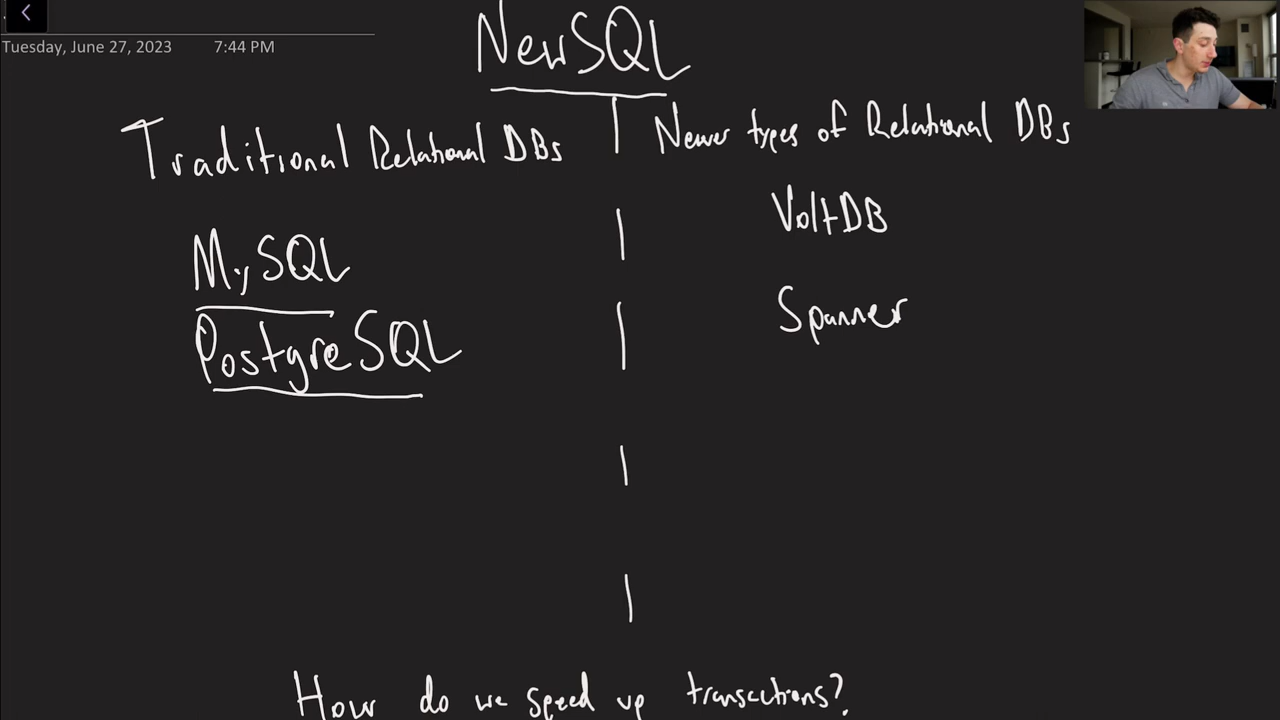 Tuesday, June 27, 2023 7:44 PM
NewSQL
Traditional Relational DBs
Newer types of Relational DBs
MySQL
PostgreSQL
VoltDB
Spanner
How do we speed up transactions?